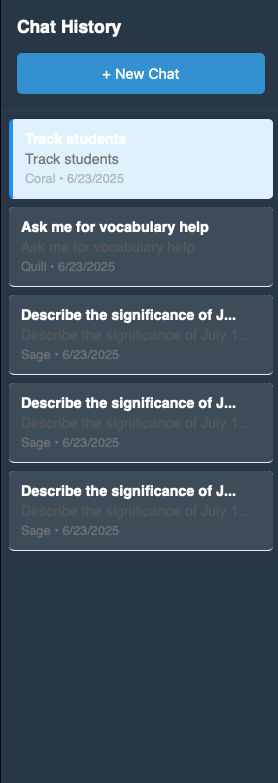 Chat History
+ New Chat
Track students
Track students
Coral • 6/23/2025
Ask me for vocabulary help
Ask me for vocabulary help
Quill • 6/23/2025
Describe the significance of J...
Describe the significance of July 1...
Sage • 6/23/2025
Describe the significance of J...
Describe the significance of July 1...
Sage • 6/23/2025
Describe the significance of J...
Describe the significance of July 1...
Sage • 6/23/2025